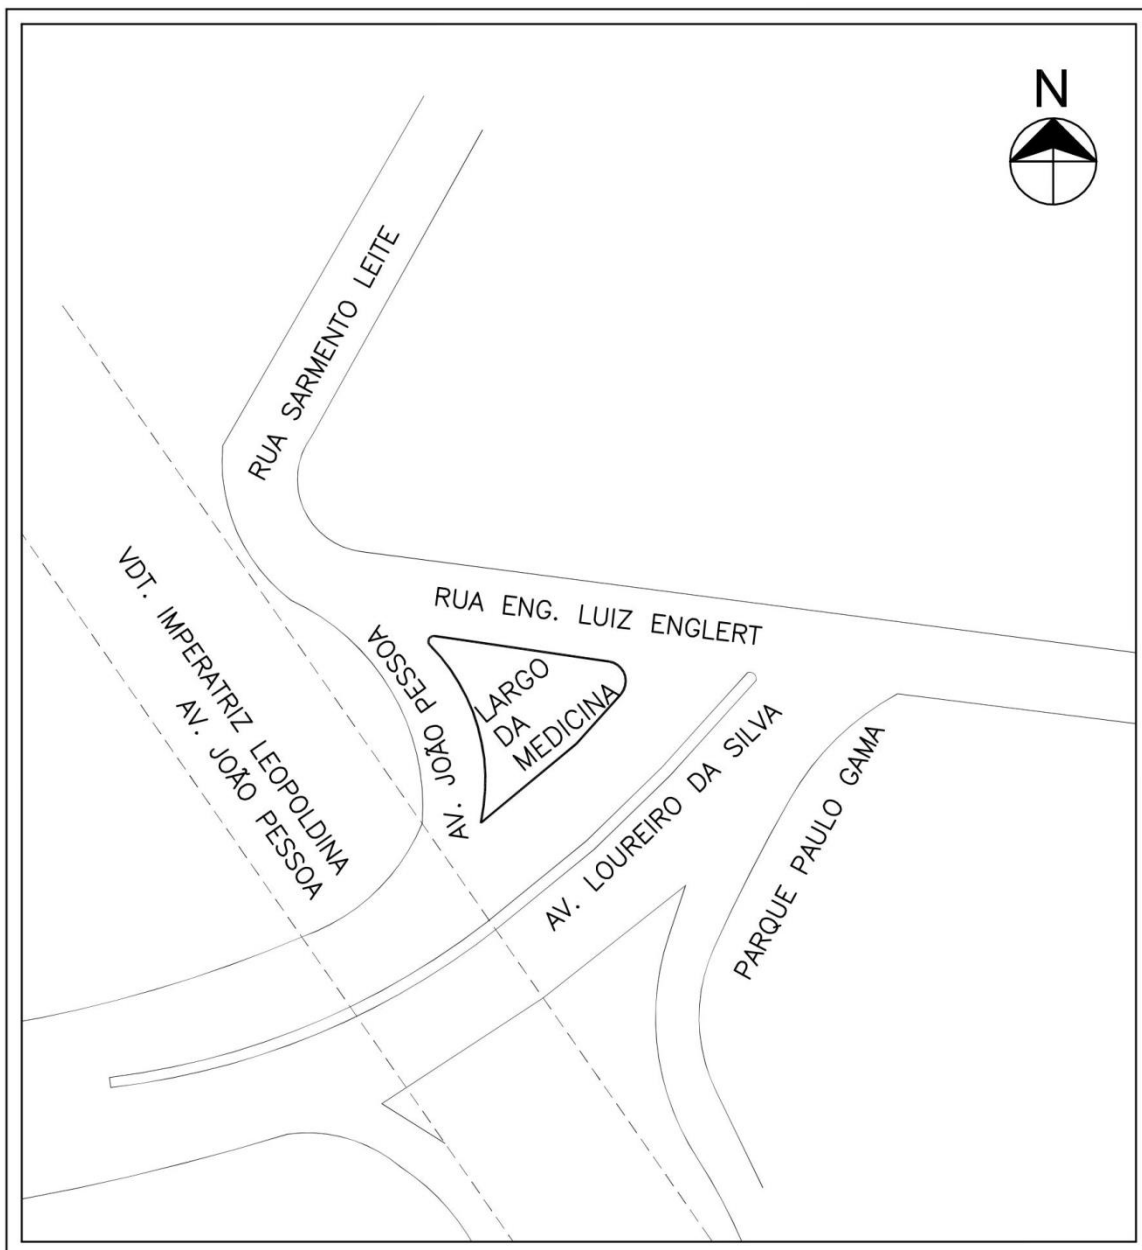 N
RUA SARMENTO LEITE
RUA ENG. LUIZ ENGLERT
VDT. IMPERATRIZ LEOPOLDINA
AV. JOÃO PESSOA
AV. JOÃO PESSOA
LARGO
DA
MEDICINA
AV. LOUREIRO DA SILVA
PARQUE PAULO GAMA